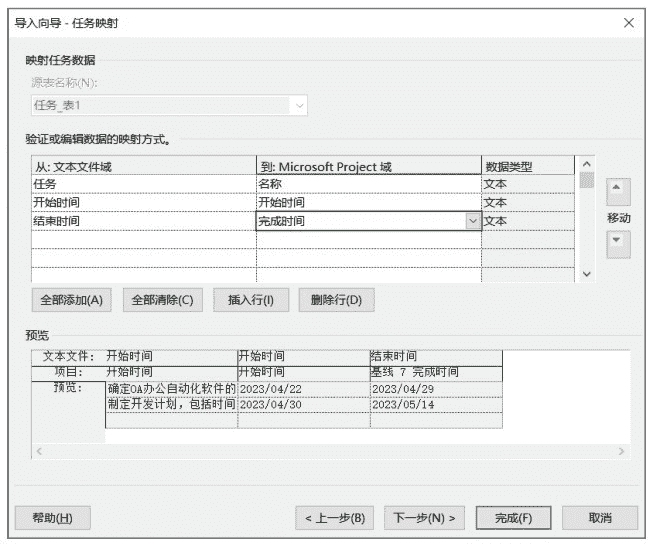 导入向导 - 任务映射
映射任务数据
源表名称(N):
任务_表1
验证或编辑数据的映射方式。
从: 文本文件域 到: Microsoft Project 域 数据类型
任务 名称 文本
开始时间 开始时间 文本
结束时间 完成时间 文本
移动
全部添加(A) 全部清除(C) 插入行(I) 删除行(D)
预览
文本文件: 开始时间 开始时间 结束时间
项目: 开始时间 开始时间 基线 7 完成时间
预览: 确定OA办公自动化软件的 2023/04/22 2023/04/29
制定开发计划，包括时间 2023/04/30 2023/05/14
帮助(H) < 上一步(B) 下一步(N) > 完成(F) 取消